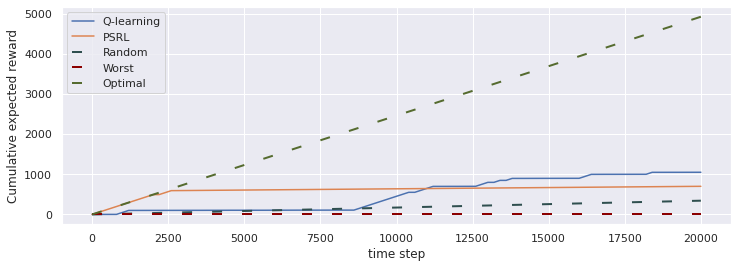 5000
4000
3000
2000
1000
0
Cumulative expected reward
Q-learning
PSRL
Random
Worst
Optimal
0 2500 5000 7500 10000 12500 15000 17500 20000
time step